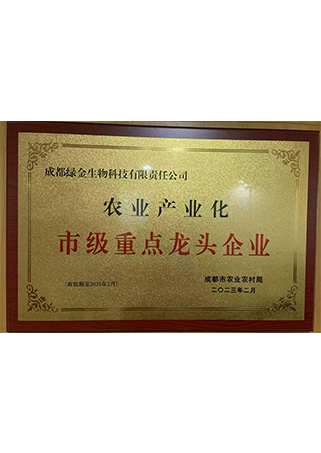 成都绿金生物科技有限责任公司
农业产业化
市级重点龙头企业
(有效期至2025年2月)
成都市农业农村局
二〇二三年二月